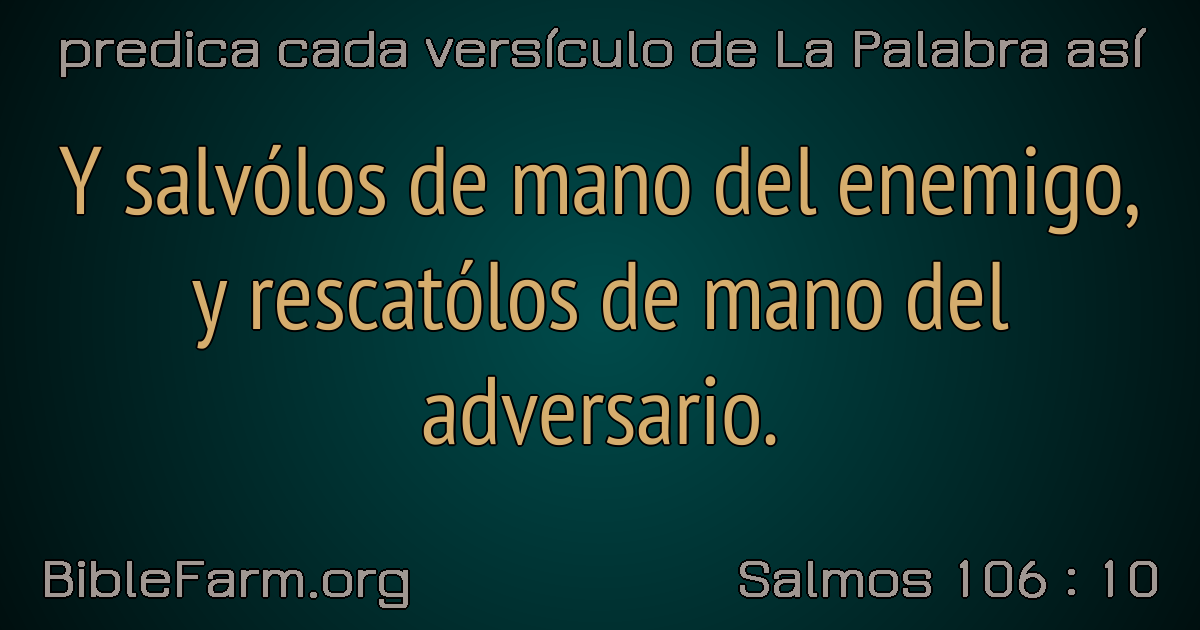 predica cada versículo de La Palabra así
Y salvólos de mano del enemigo,
y rescatólos de mano del
adversario.
BibleFarm.org
Salmos 106 : 10